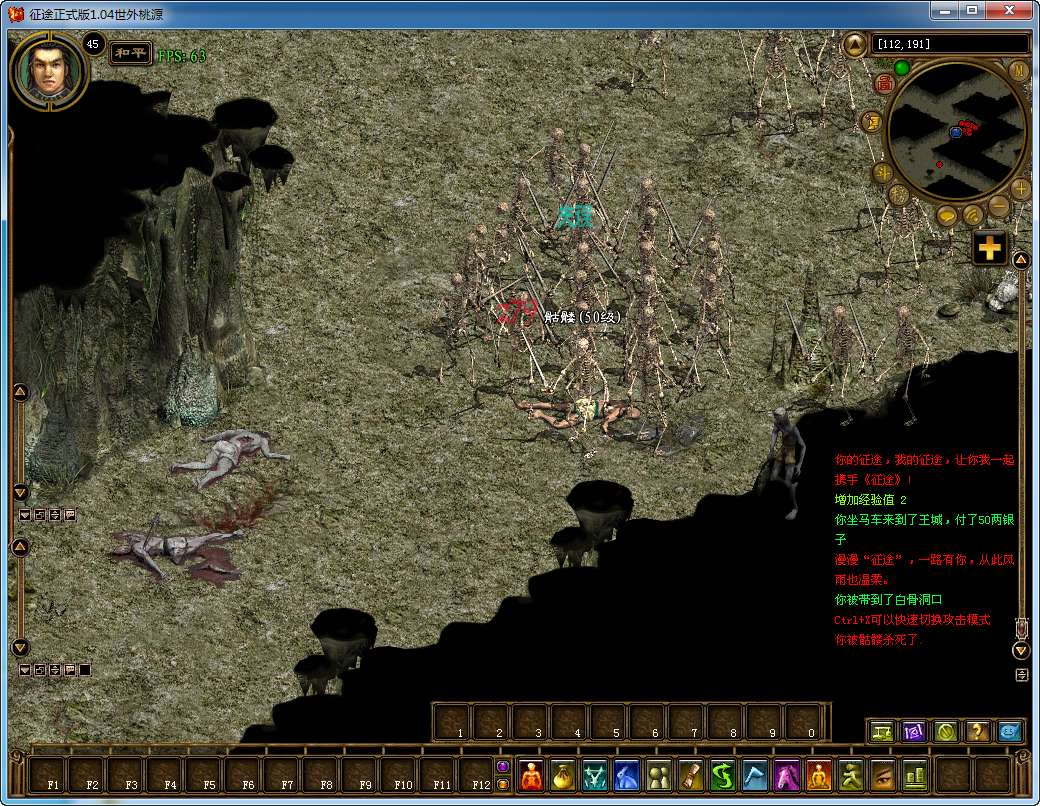 征途正式版1.04世外桃源
45
和平
FPS: 63
[112,191]
M
骷髅(50级)
你的征途，我的征途，让你我一起
携手《征途》！
增加经验值 2
你坐马车来到了王城，付了50两银
子
漫漫“征途”，一路有你，从此风
雨也温柔。
你被带到了白骨洞口
Ctrl+X可以快速切换攻击模式
你被骷髅杀死了.
1 2 3 4 5 6 7 8 9 0
F1 F2 F3 F4 F5 F6 F7 F8 F9 F10 F11 F12